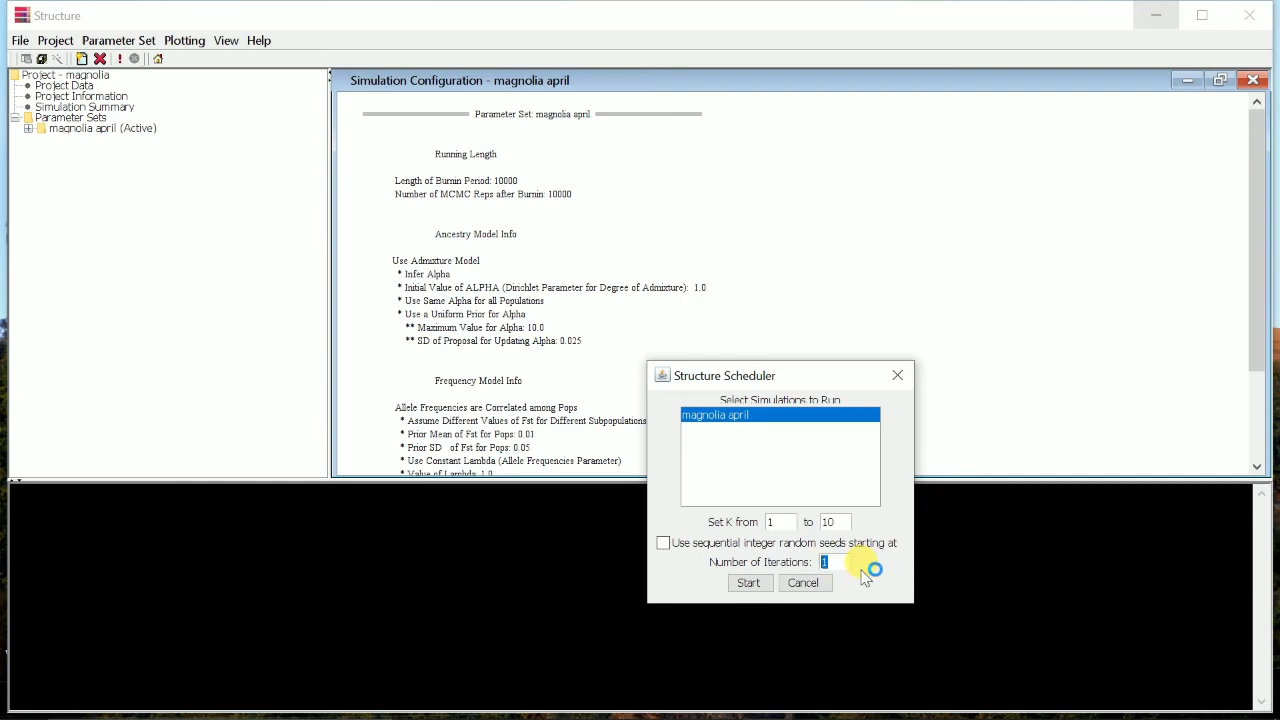 Structure
File Project Parameter Set Plotting View Help
Project - magnolia
Project Data
Project Information
Simulation Summary
Parameter Sets
magnolia april (Active)
Simulation Configuration - magnolia april
Parameter Set: magnolia april
Running Length
Length of Burnin Period: 10000
Number of MCMC Reps after Burnin: 10000
Ancestry Model Info
Use Admixture Model
* Infer Alpha
* Initial Value of ALPHA (Dirichlet Parameter for Degree of Admixture): 1.0
* Use Same Alpha for all Populations
* Use a Uniform Prior for Alpha
** Maximum Value for Alpha: 10.0
** SD of Proposal for Updating Alpha: 0.025
Frequency Model Info
Allele Frequencies are Correlated among Pops
* Assume Different Values of Fst for Different Subpopulations
* Prior Mean of Fst for Pops: 0.01
* Prior SD of Fst for Pops: 0.05
* Use Constant Lambda (Allele Frequencies Parameter)
* Value of Lambda: 1.0
Structure Scheduler
Select Simulations to Run
magnolia april
Set K from 1 to 10
Use sequential integer random seeds starting at
Number of Iterations: 1
Start Cancel